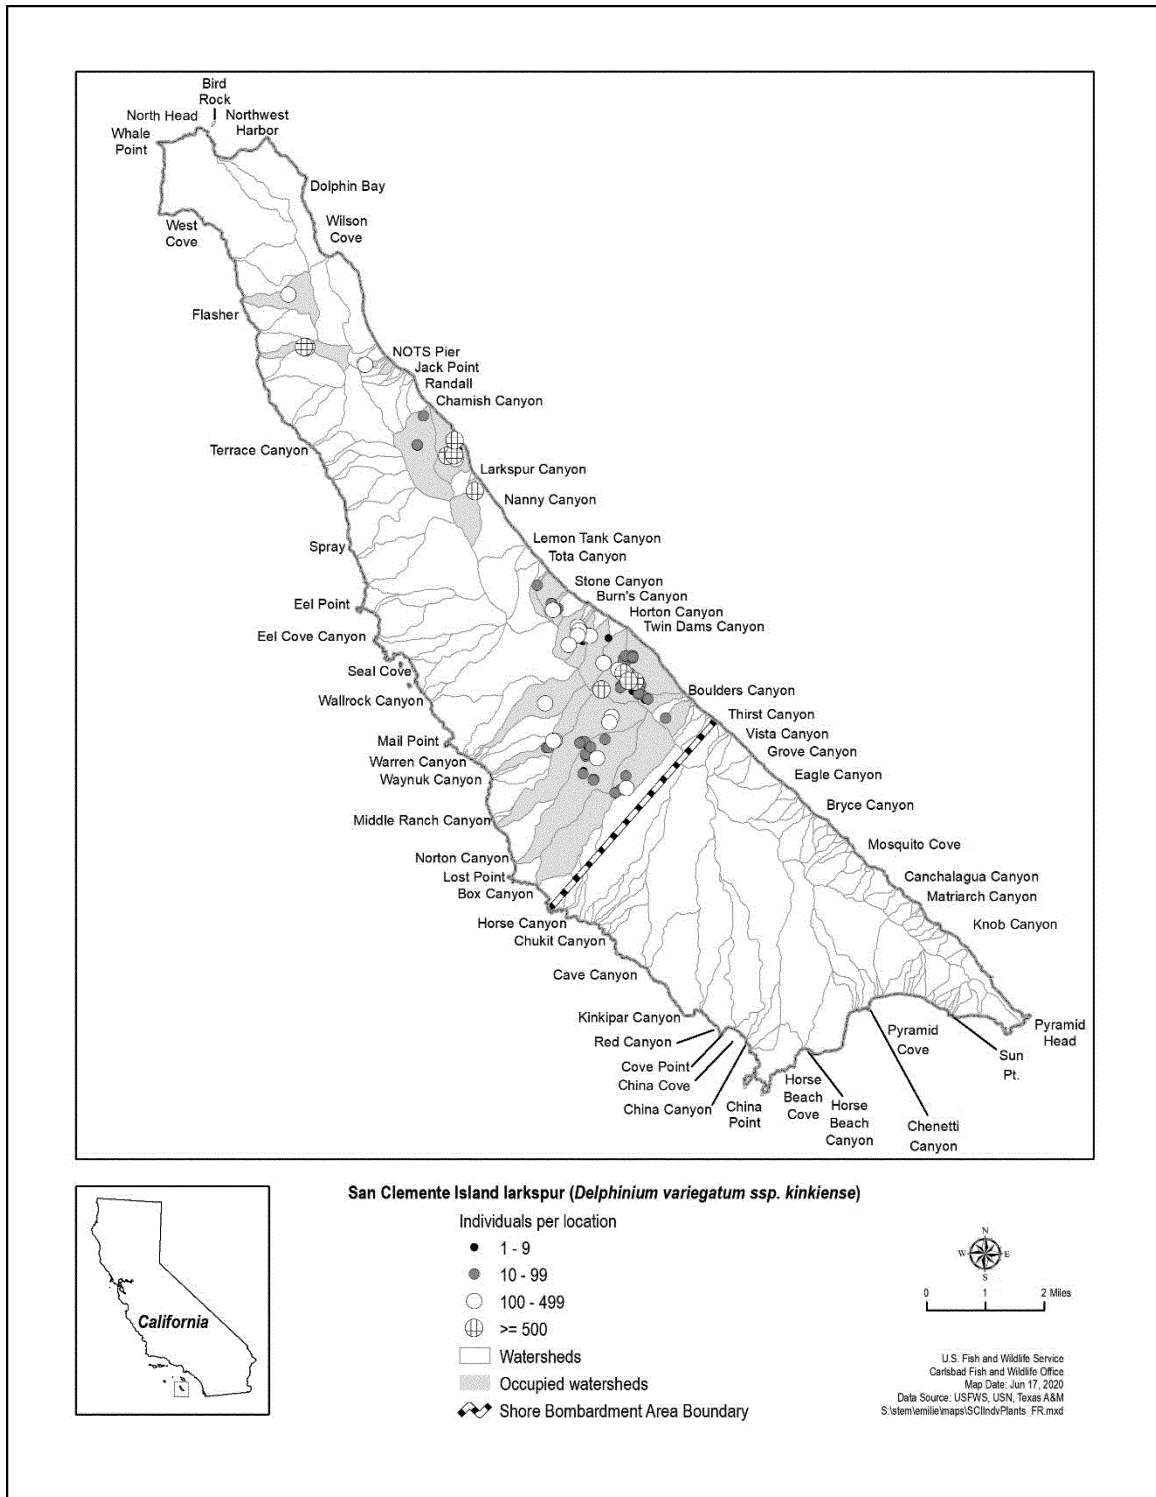 Bird
Rock
North Head
Northwest
Harbor
Whale
Point
Dolphin Bay
West
Cove
Wilson
Cove
Flasher
NOTS Pier
Jack Point
Randall
Chamish Canyon
Terrace Canyon
Larkspur Canyon
Nanny Canyon
Lemon Tank Canyon
Spray
Tota Canyon
Stone Canyon
Burn's Canyon
Eel Point
Horton Canyon
Twin Dams Canyon
Eel Cove Canyon
Seal Cove
Wallrock Canyon
Boulders Canyon
Thirst Canyon
Vista Canyon
Mail Point
Grove Canyon
Warren Canyon
Waynuk Canyon
Eagle Canyon
Bryce Canyon
Middle Ranch Canyon
Mosquito Cove
Norton Canyon
Lost Point
Canchalagua Canyon
Box Canyon
Matriarch Canyon
Horse Canyon
Knob Canyon
Chukit Canyon
Cave Canyon
Kinkipar Canyon
Red Canyon
Cove Point
China Cove
China Canyon
China
Point
Horse
Beach
Cove
Horse
Beach
Canyon
Pyramid
Cove
Chenetti
Canyon
Sun
Pt.
Pyramid
Head
San Clemente Island larkspur (Delphinium variegatum ssp. kinkiense)
Individuals per location
1 - 9
10 - 99
100 - 499
>= 500
Watersheds
Occupied watersheds
Shore Bombardment Area Boundary
California
N
W E
S
0 1 2 Miles
U.S. Fish and Wildlife Service
Carlsbad Fish and Wildlife Office
Map Date: Jun 17, 2020
Data Source: USFWS, USN, Texas A&M
S:\stem\emilie\maps\SCIIndvPlants_FR.mxd